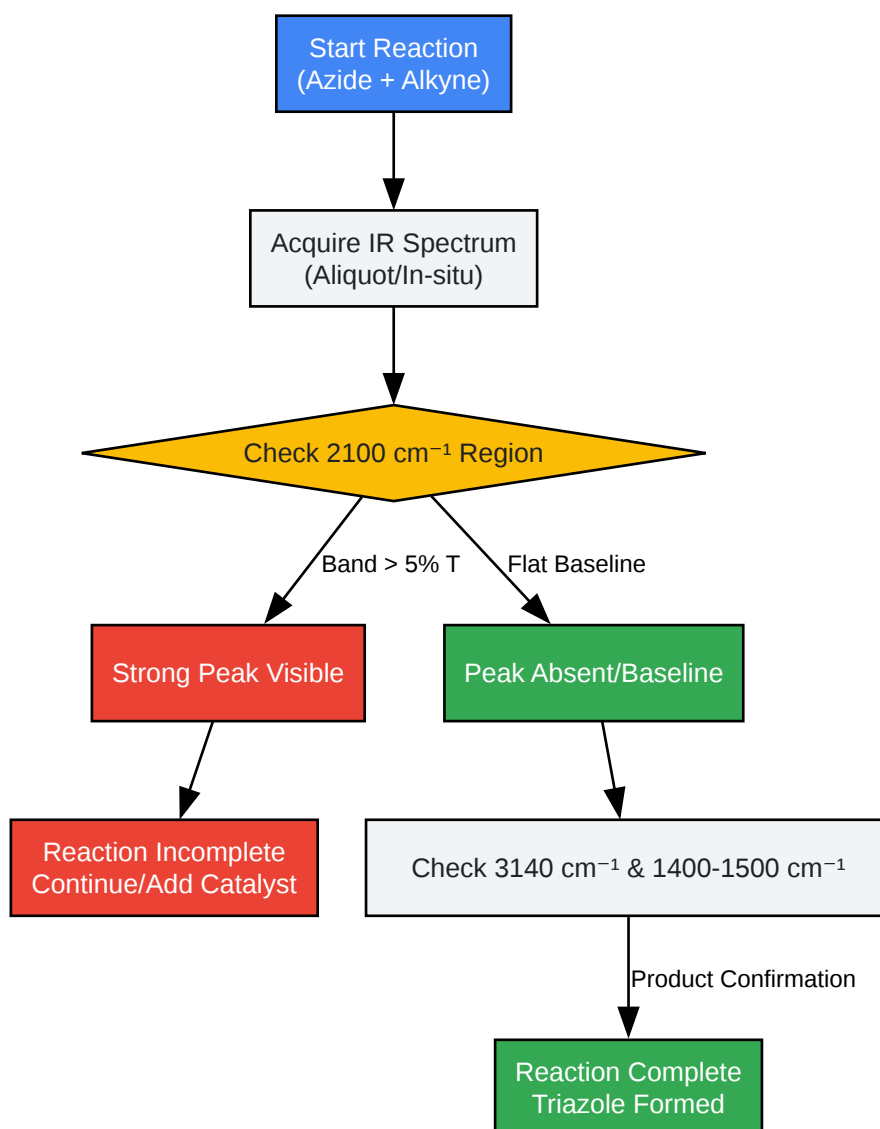 Start Reaction
(Azide + Alkyne)
Acquire IR Spectrum
(Aliquot/In-situ)
Check 2100 cm⁻¹ Region
Band > 5% T
Flat Baseline
Strong Peak Visible
Peak Absent/Baseline
Reaction Incomplete
Continue/Add Catalyst
Check 3140 cm⁻¹ & 1400-1500 cm⁻¹
Product Confirmation
Reaction Complete
Triazole Formed